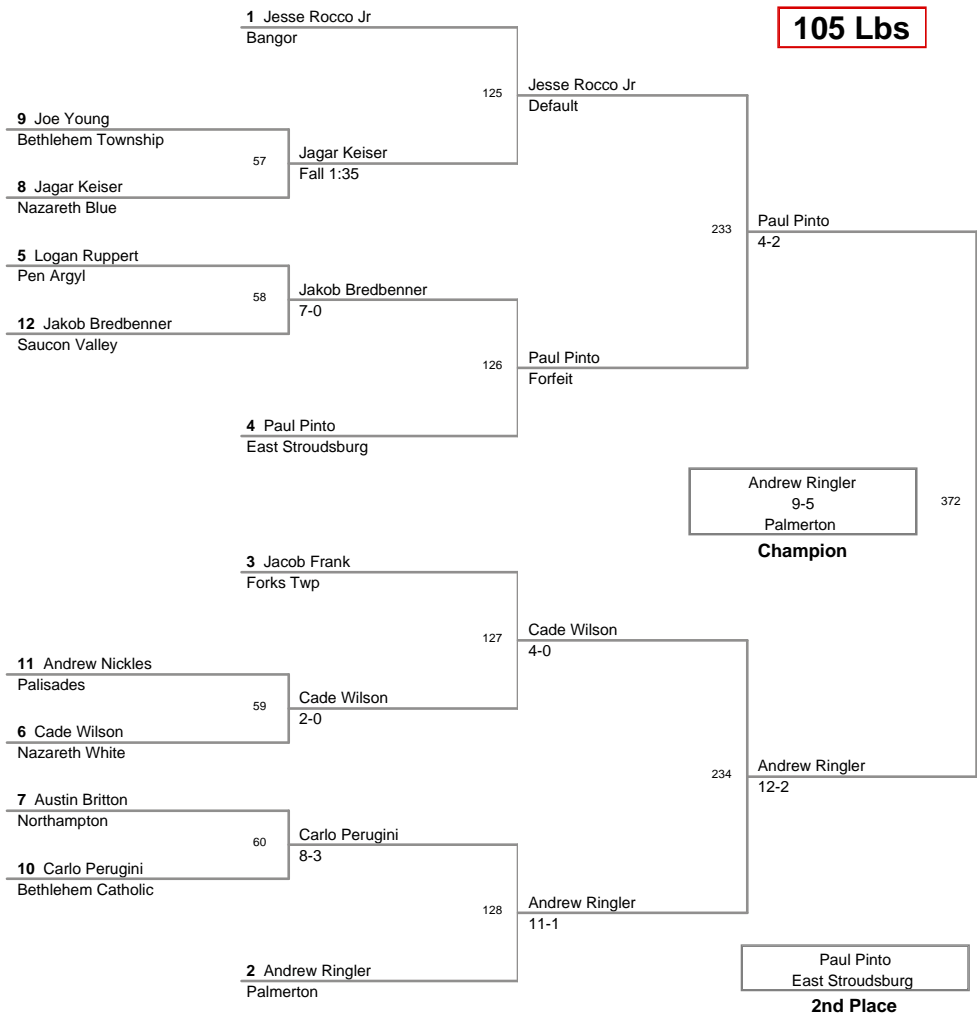 105 Lbs
1 Jesse Rocco Jr
Bangor
125
Jesse Rocco Jr
Default
9 Joe Young
Bethlehem Township
57
Jagar Keiser
Fall 1:35
8 Jagar Keiser
Nazareth Blue
233
Paul Pinto
4-2
5 Logan Ruppert
Pen Argyl
58
Jakob Bredbenner
7-0
12 Jakob Bredbenner
Saucon Valley
126
Paul Pinto
Forfeit
4 Paul Pinto
East Stroudsburg
Andrew Ringler
9-5
Palmerton
372
Champion
3 Jacob Frank
Forks Twp
127
Cade Wilson
4-0
11 Andrew Nickles
Palisades
59
Cade Wilson
2-0
6 Cade Wilson
Nazareth White
234
Andrew Ringler
12-2
7 Austin Britton
Northampton
60
Carlo Perugini
8-3
10 Carlo Perugini
Bethlehem Catholic
128
Andrew Ringler
11-1
2 Andrew Ringler
Palmerton
Paul Pinto
East Stroudsburg
2nd Place